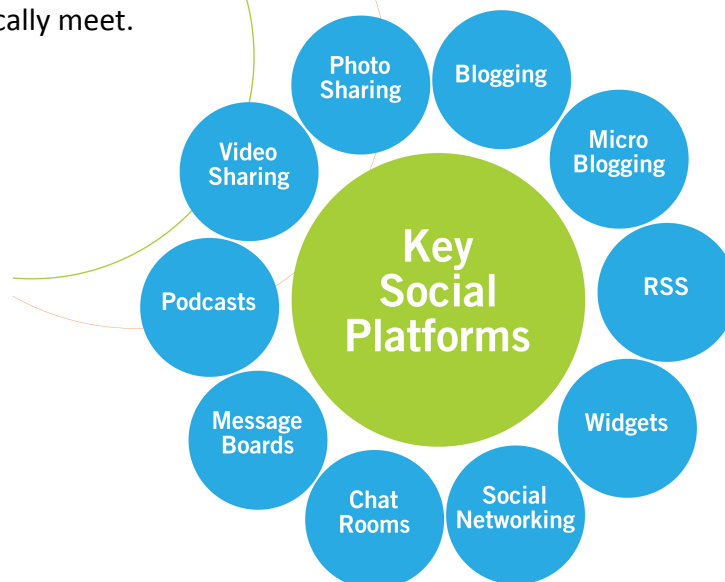 cally meet.
Photo
Sharing
Blogging
Micro
Blogging
Video
Sharing
Key
Social
Platforms
RSS
Podcasts
Widgets
Message
Boards
Chat
Rooms
Social
Networking